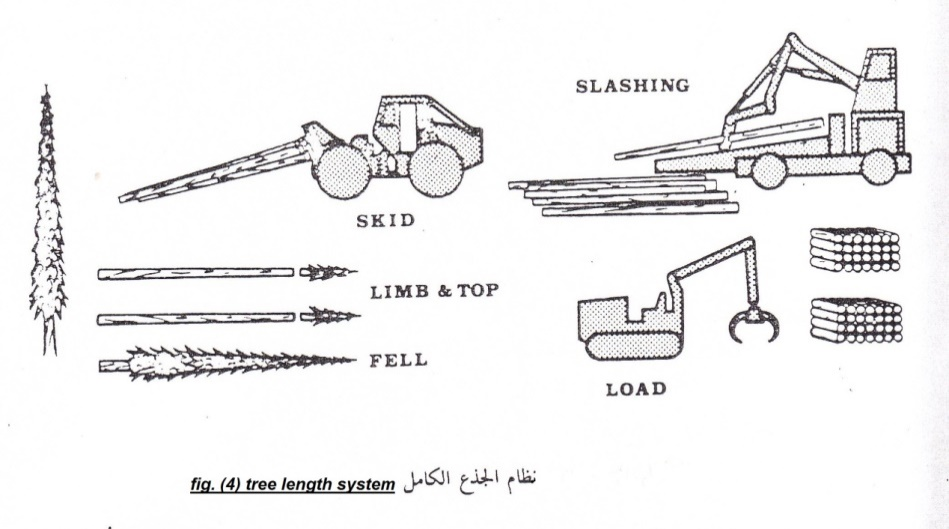 SLASHING
SKID
LIMB & TOP
FELL
LOAD
fig. (4) tree length system نظام الجذع الكامل